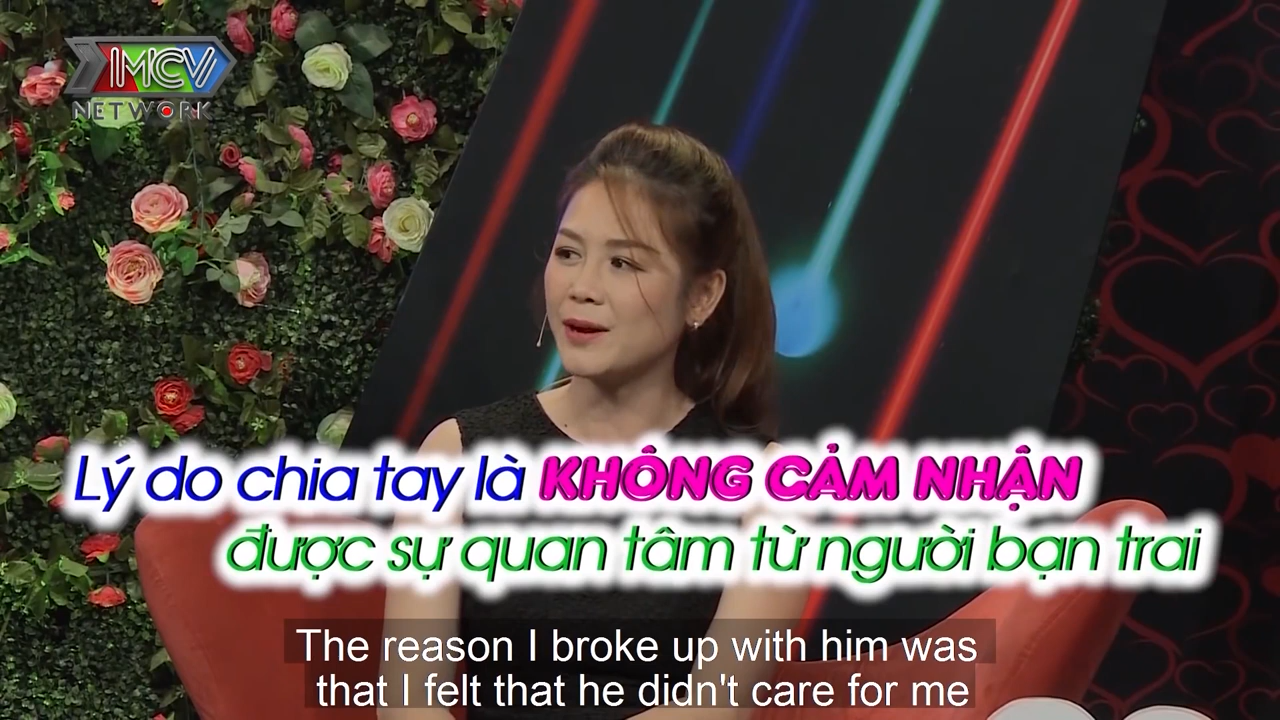 MCV
NETWORK
Lý do chia tay là KHÔNG CẢM NHẬN
được sự quan tâm từ người bạn trai
The reason I broke up with him was
that I felt that he didn't care for me